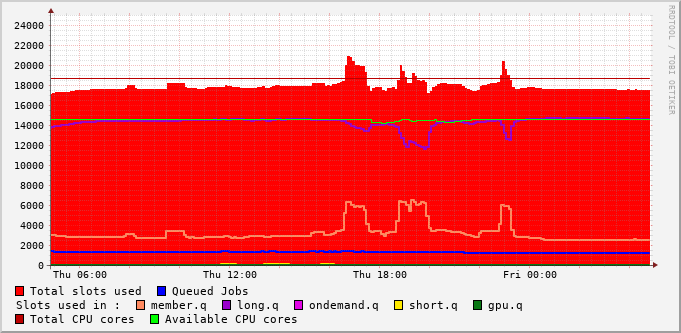 24000
22000
20000
18000
16000
14000
12000
10000
8000
6000
4000
2000
0
Thu 06:00 Thu 12:00 Thu 18:00 Fri 00:00
RRDTOOL / TOBI OETIKER
Total slots used Queued Jobs
Slots used in : member.q long.q ondemand.q short.q gpu.q
Total CPU cores Available CPU cores